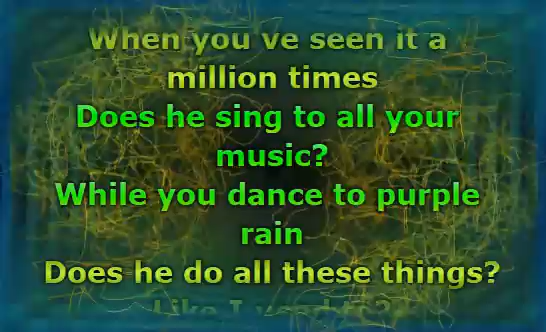 When you ve seen it a
million times
Does he sing to all your
music?
While you dance to purple
rain
Does he do all these things?
Like I used to?